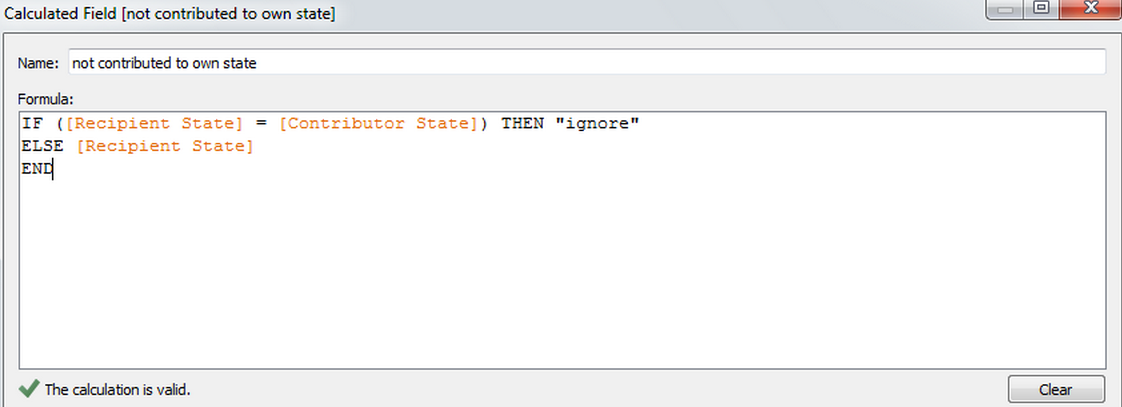 Calculated Field [not contributed to own state]
Name: not contributed to own state
Formula:
IF ([Recipient State] = [Contributor State]) THEN "ignore"
ELSE [Recipient State]
END
The calculation is valid.
Clear